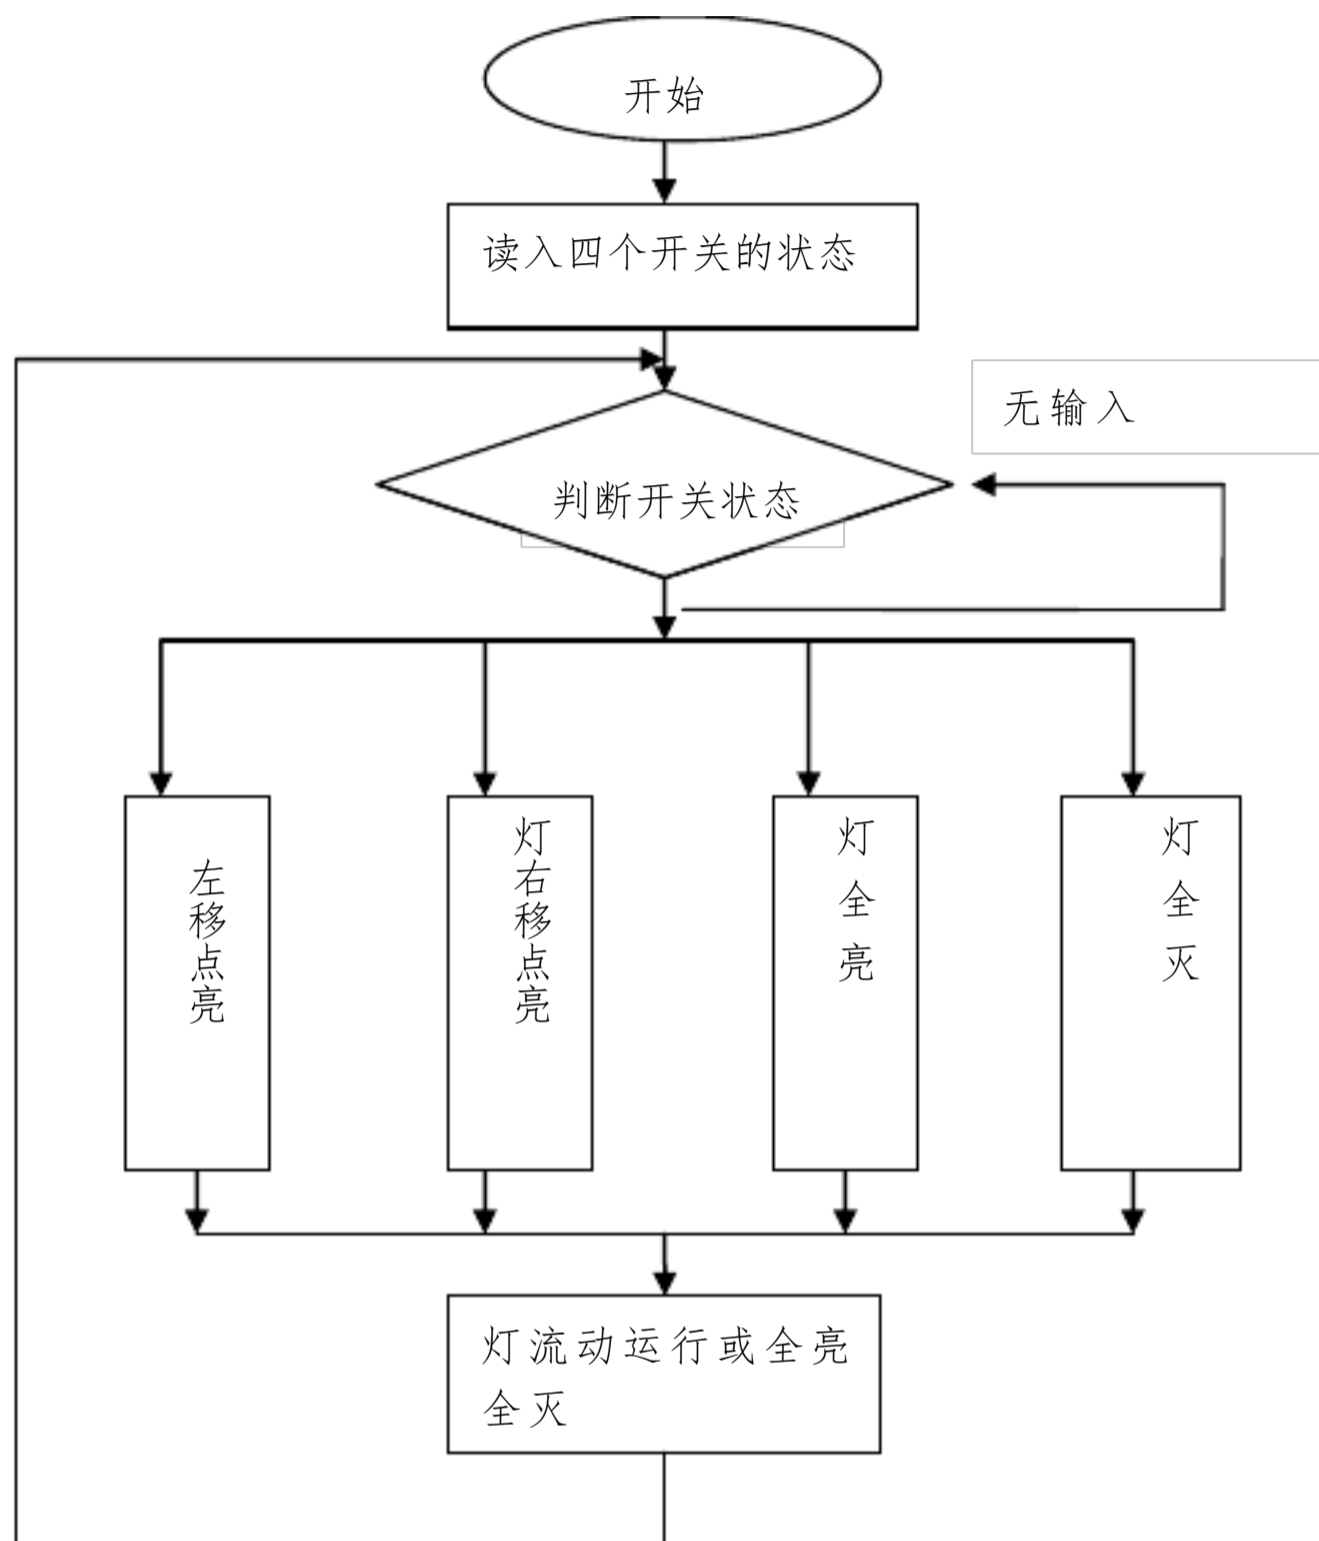 开始
读入四个开关的状态
无输入
判断开关状态
左移点亮
灯右移点亮
灯全亮
灯全灭
灯流动运行或全亮
全灭